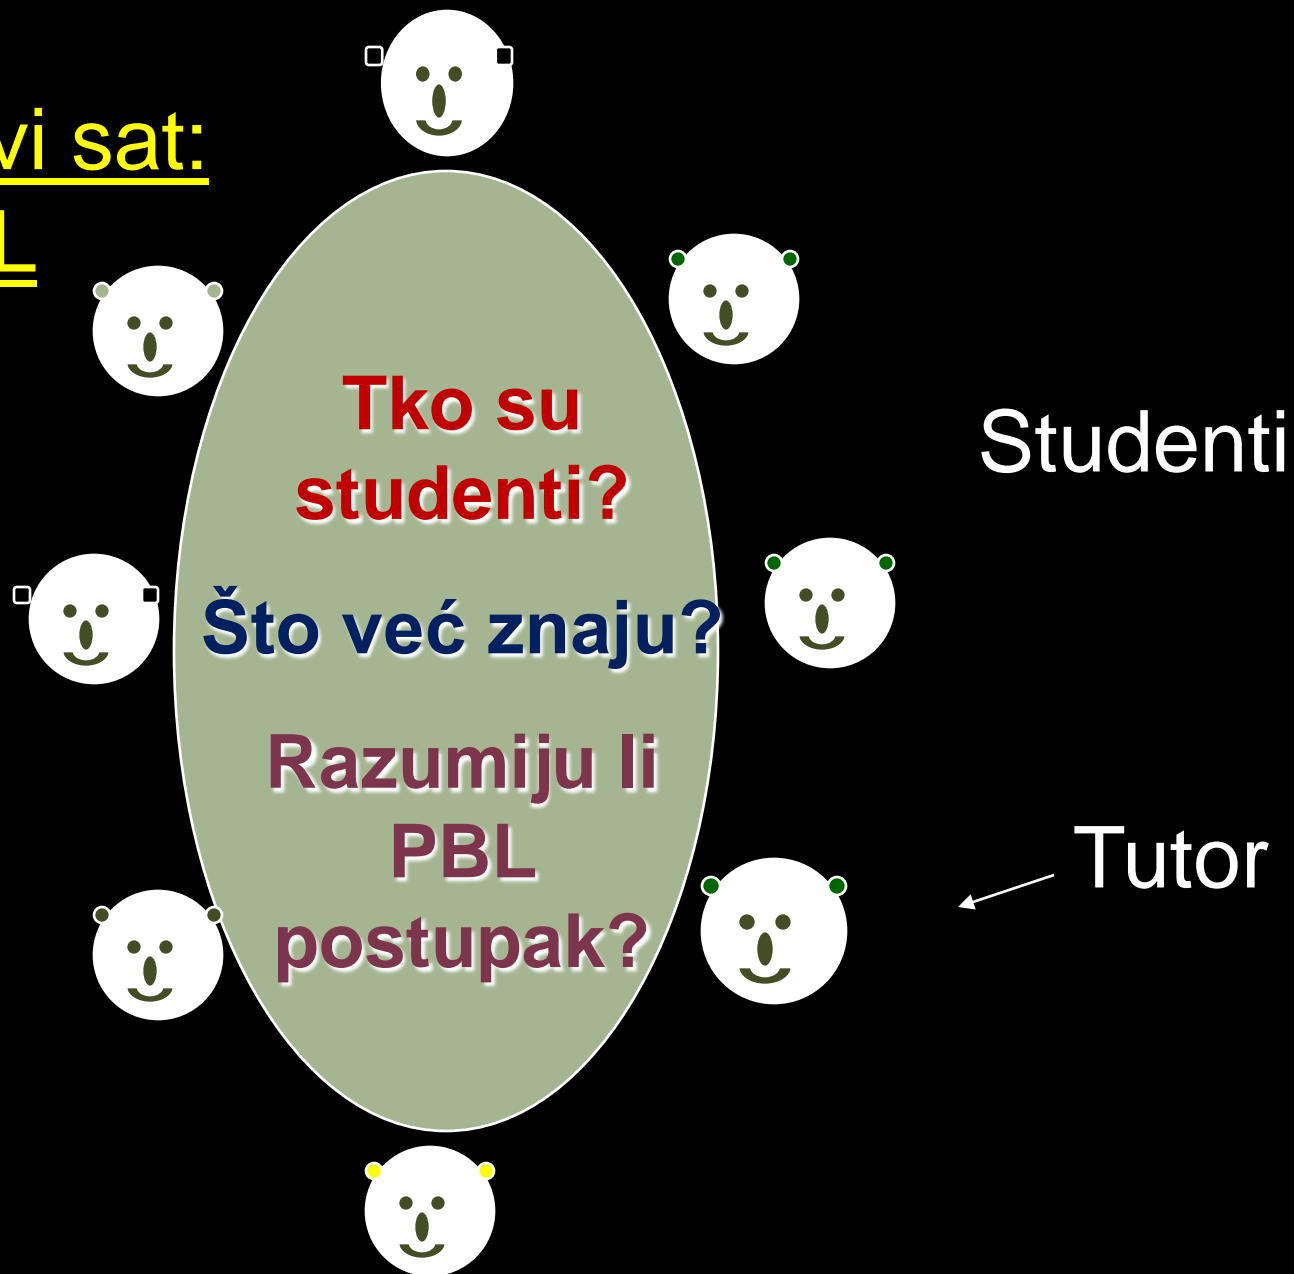 vi sat:
L
Tko su
studenti?
Što već znaju?
Razumiju li
PBL
postupak?
Studenti
Tutor